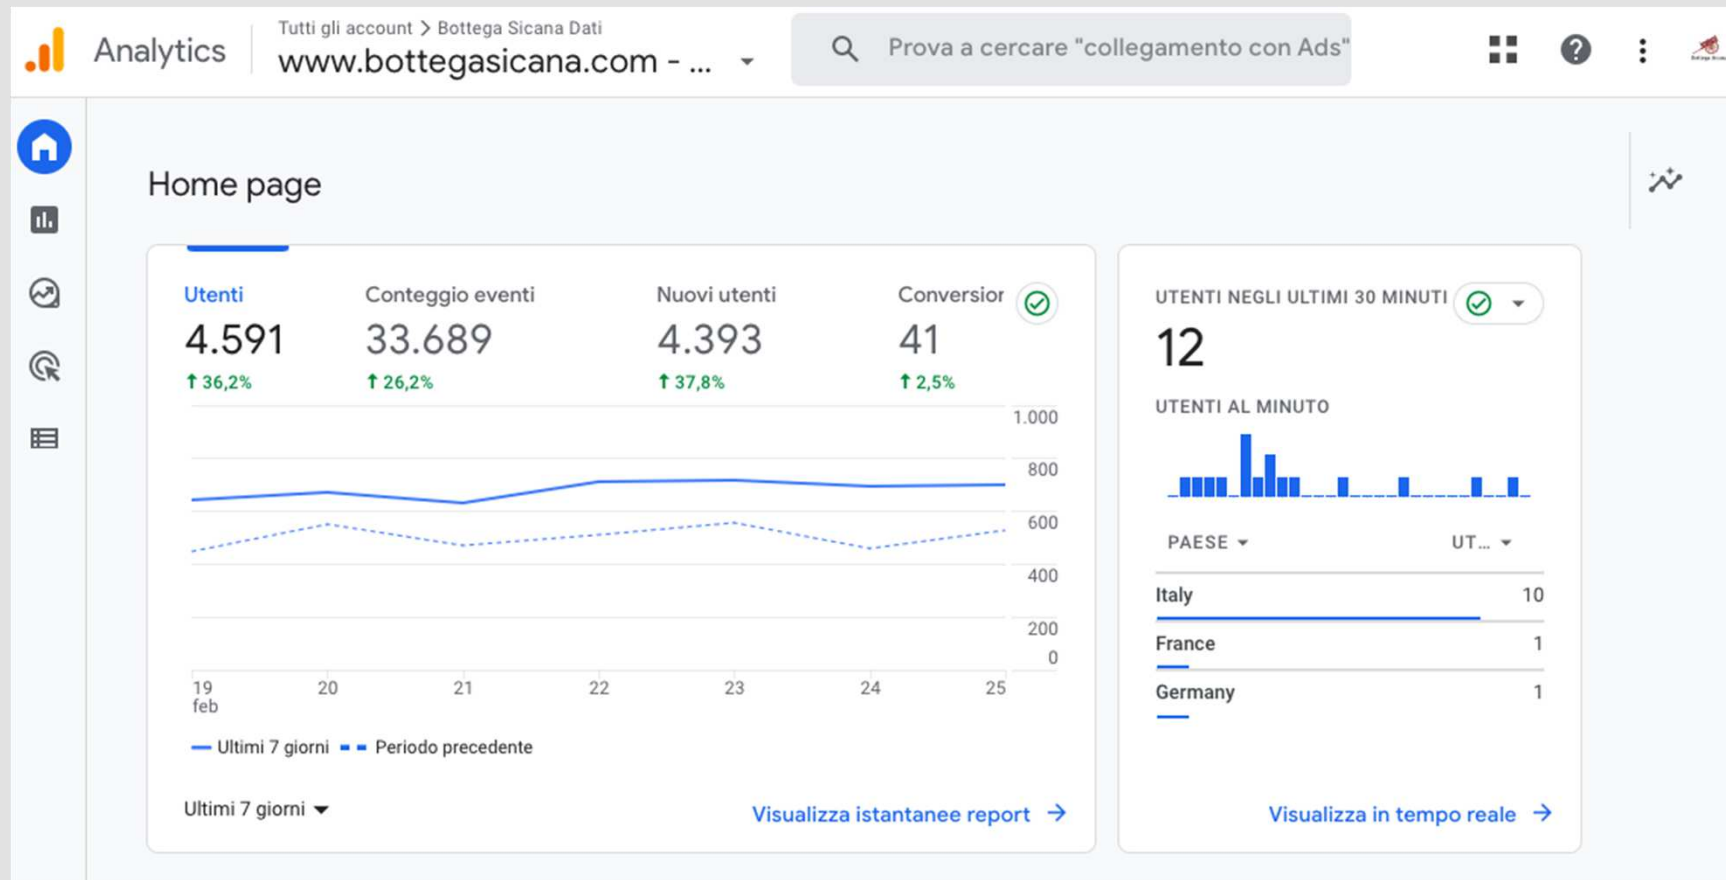 Analytics
Tutti gli account > Bottega Sicana Dati
www.bottegasicana.com - ...
Prova a cercare "collegamento con Ads"
Home page
Utenti
4.591
36,2%
Conteggio eventi
33.689
26,2%
Nuovi utenti
4.393
37,8%
Conversion
41
2,5%
1.000
800
600
400
200
0
19
feb
20
21
22
23
24
25
Ultimi 7 giorni
Periodo precedente
Ultimi 7 giorni
Visualizza istantanee report
UTENTI NEGLI ULTIMI 30 MINUTI
12
UTENTI AL MINUTO
PAESE
UT...
Italy 10
France 1
Germany 1
Visualizza in tempo reale